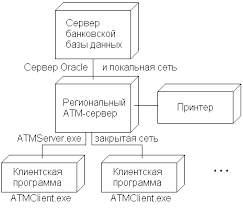 Сервер
банковской
базы данных
Сервер Oracle и локальная сеть
Региональный
АТМ-сервер
Принтер
ATMServer.exe закрытая сеть
Клиентская
программа
Клиентская
программа
...
ATMClient.exe
ATMClient.exe